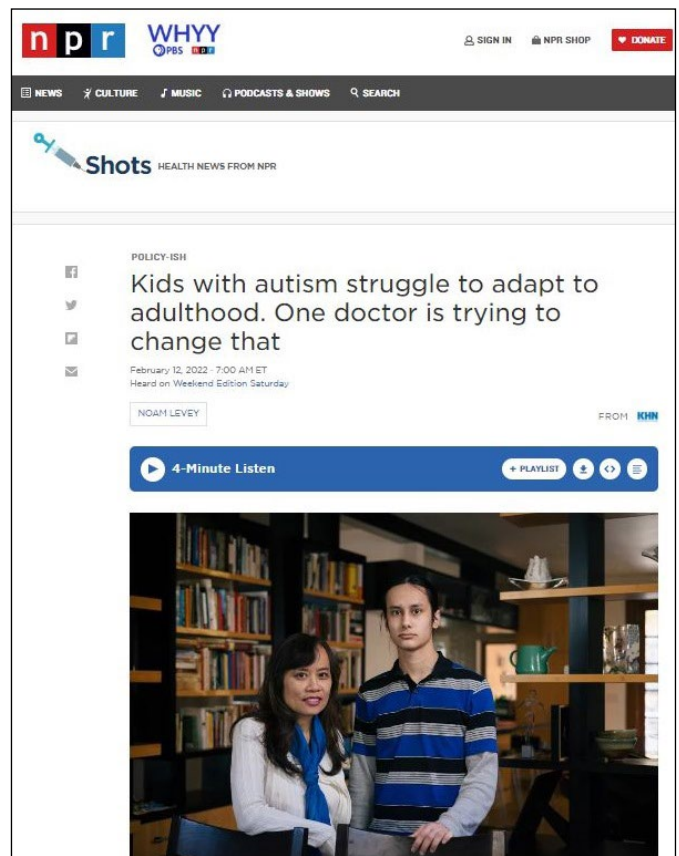 npr
WHYY
PBS npr
SIGN IN
NPR SHOP
DONATE
NEWS
CULTURE
MUSIC
PODCASTS & SHOWS
SEARCH
Shots HEALTH NEWS FROM NPR
POLICY-ISH
Kids with autism struggle to adapt to
adulthood. One doctor is trying to
change that
February 12, 2022 · 7:00 AM ET
Heard on Weekend Edition Saturday
NOAM LEVEY
FROM KHN
4-Minute Listen
+ PLAYLIST